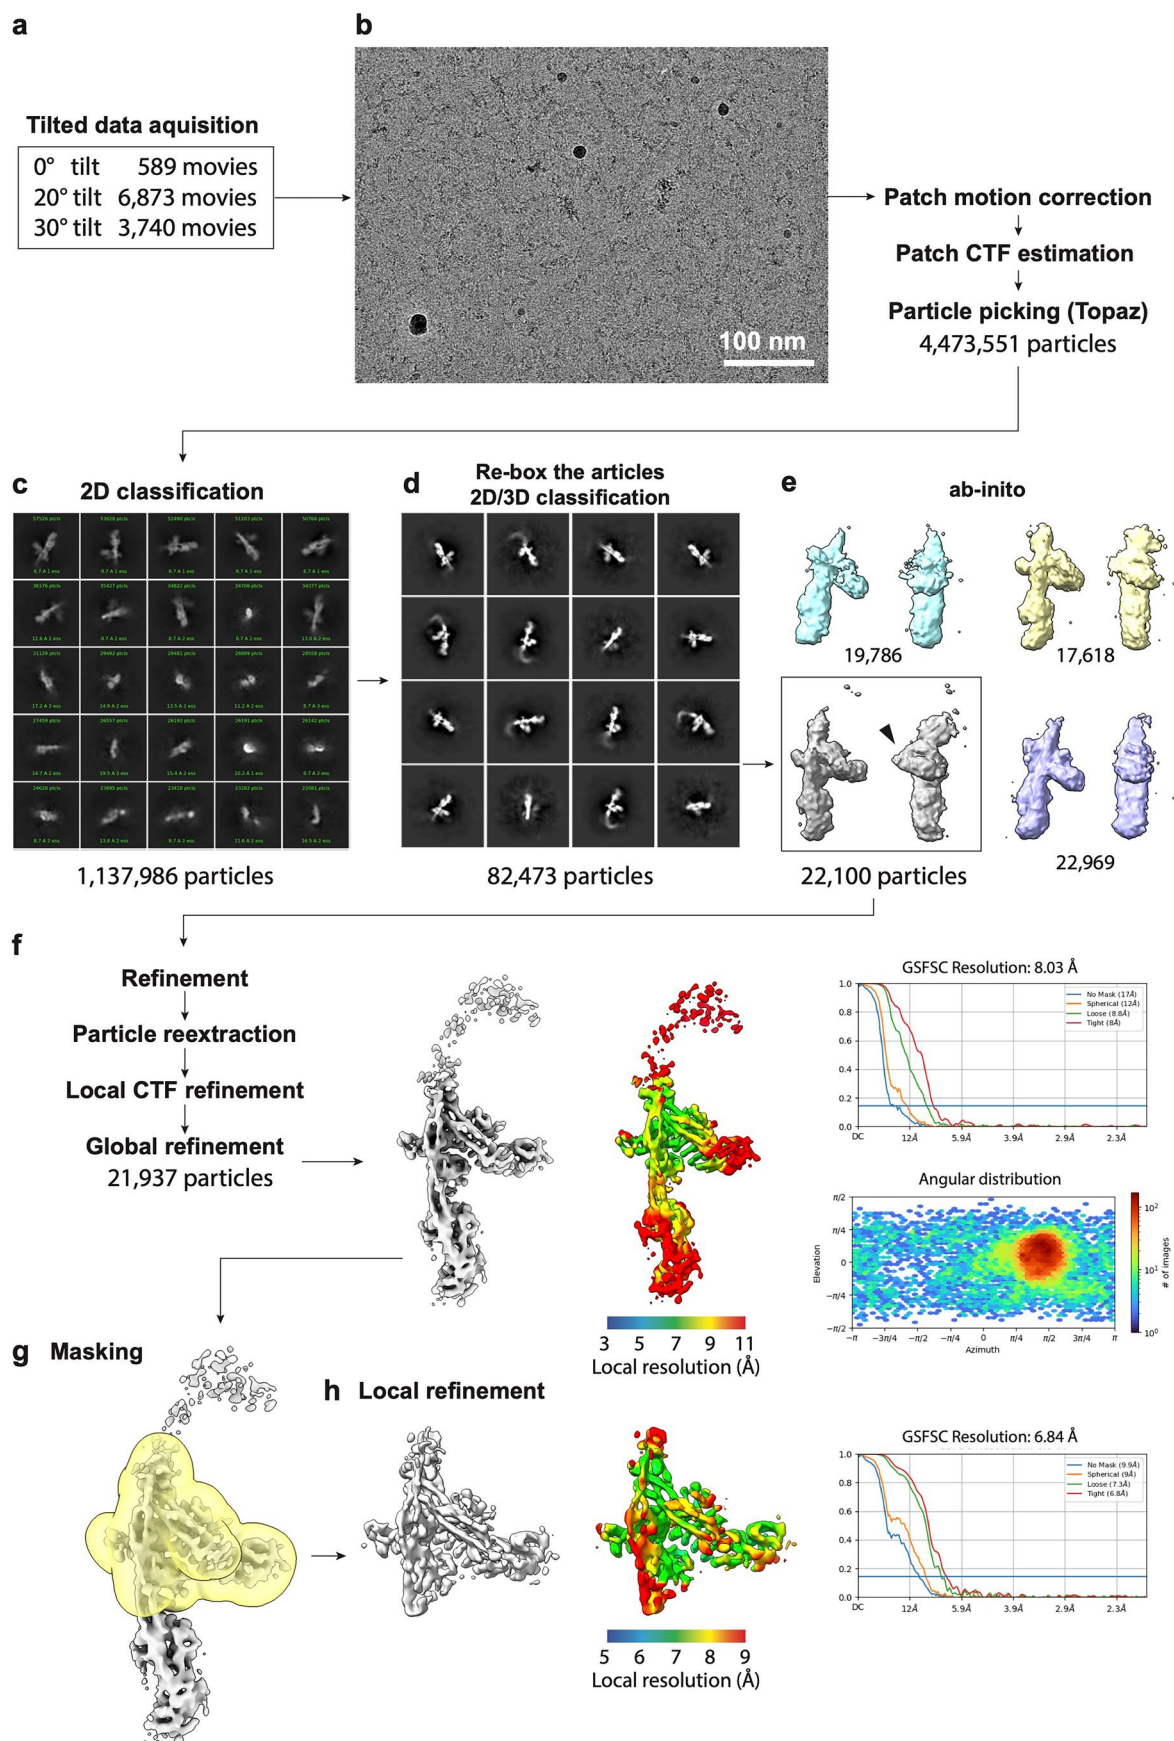 a
b
Tilted data aquisition
0° tilt 589 movies
20° tilt 6,873 movies
30° tilt 3,740 movies
100 nm
Patch motion correction
Patch CTF estimation
Particle picking (Topaz)
4,473,551 particles
c
2D classification
1,137,986 particles
d
Re-box the articles
2D/3D classification
82,473 particles
e
ab-inito
19,786
17,618
22,100 particles
22,969
f
Refinement
Particle reextraction
Local CTF refinement
Global refinement
21,937 particles
3 5 7 9 11
Local resolution (Å)
GSFSC Resolution: 8.03 Å
No Mask (17Å)
Spherical (12Å)
Loose (8.8Å)
Tight (8Å)
1.0
0.8
0.6
0.4
0.2
0.0
DC 12Å 5.9Å 3.9Å 2.9Å 2.3Å
Angular distribution
π/2
π/4
0
−π/4
−π/2
Elevation
−π −3π/4 −π/2 −π/4 0 π/4 π/2 3π/4 π
Azimuth
10²
10¹
10⁰
# of images
g
Masking
h
Local refinement
5 6 7 8 9
Local resolution (Å)
GSFSC Resolution: 6.84 Å
No Mask (9.9Å)
Spherical (9Å)
Loose (7.3Å)
Tight (6.8Å)
1.0
0.8
0.6
0.4
0.2
0.0
DC 12Å 5.9Å 3.9Å 2.9Å 2.3Å